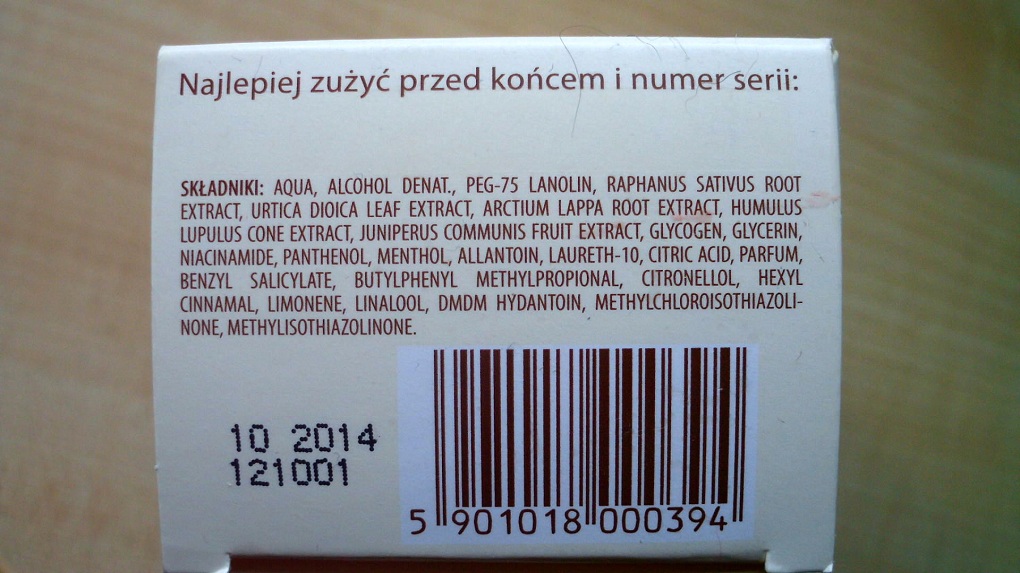 Najlepiej zużyć przed końcem i numer serii:
SKŁADNIKI: AQUA, ALCOHOL DENAT., PEG-75 LANOLIN, RAPHANUS SATIVUS ROOT
EXTRACT, URTICA DIOICA LEAF EXTRACT, ARCTIUM LAPPA ROOT EXTRACT, HUMULUS
LUPULUS CONE EXTRACT, JUNIPERUS COMMUNIS FRUIT EXTRACT, GLYCOGEN, GLYCERIN,
NIACINAMIDE, PANTHENOL, MENTHOL, ALLANTOIN, LAURETH-10, CITRIC ACID, PARFUM,
BENZYL SALICYLATE, BUTYLPHENYL METHYLPROPIONAL, CITRONELLOL, HEXYL
CINNAMAL, LIMONENE, LINALOOL, DMDM HYDANTOIN, METHYLCHLOROISOTHIAZOLI-
NONE, METHYLISOTHIAZOLINONE.
10 2014
121001
5 901018 000394